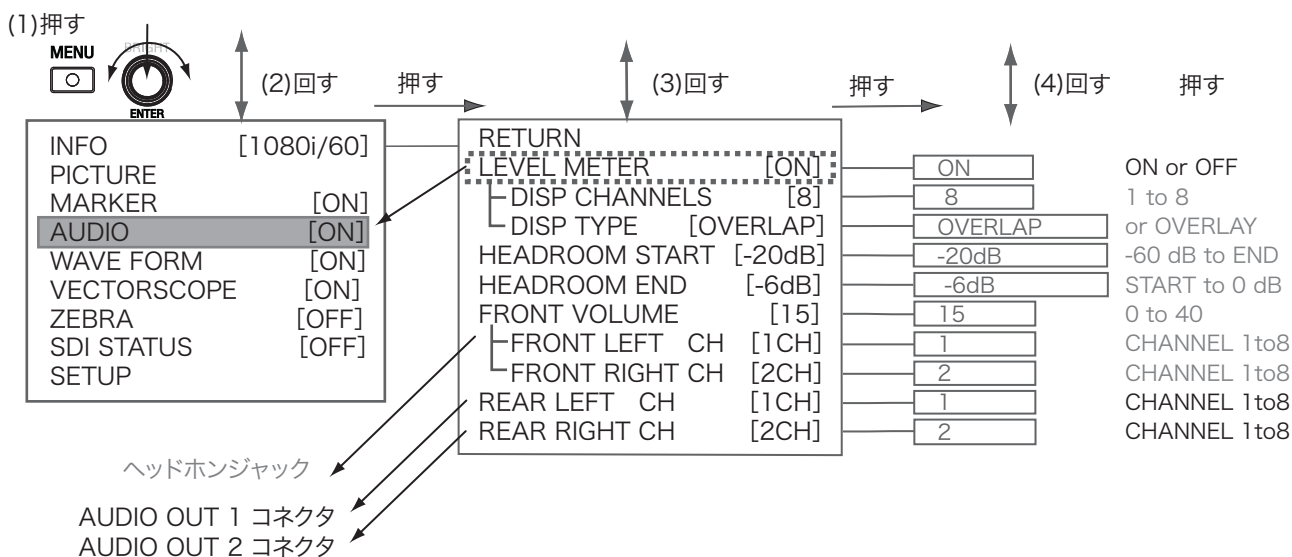 (1)押す
MENU
BRIGHT
ENTER
(2)回す
押す
(3)回す
押す
(4)回す
押す
INFO [1080i/60]
PICTURE
MARKER [ON]
AUDIO [ON]
WAVE FORM [ON]
VECTORSCOPE [ON]
ZEBRA [OFF]
SDI STATUS [OFF]
SETUP
RETURN
LEVEL METER [ON]
DISP CHANNELS [8]
DISP TYPE [OVERLAP]
HEADROOM START [-20dB]
HEADROOM END [-6dB]
FRONT VOLUME [15]
FRONT LEFT CH [1CH]
FRONT RIGHT CH [2CH]
REAR LEFT CH [1CH]
REAR RIGHT CH [2CH]
ON ON or OFF
8 1 to 8
OVERLAP or OVERLAY
-20dB -60 dB to END
-6dB START to 0 dB
15 0 to 40
1 CHANNEL 1to8
2 CHANNEL 1to8
1 CHANNEL 1to8
2 CHANNEL 1to8
ヘッドホンジャック
AUDIO OUT 1 コネクタ
AUDIO OUT 2 コネクタ